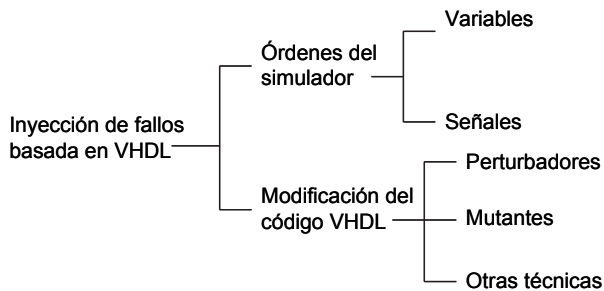 Inyección de fallos
basada en VHDL
Órdenes del
simulador
Variables
Señales
Modificación del
código VHDL
Perturbadores
Mutantes
Otras técnicas